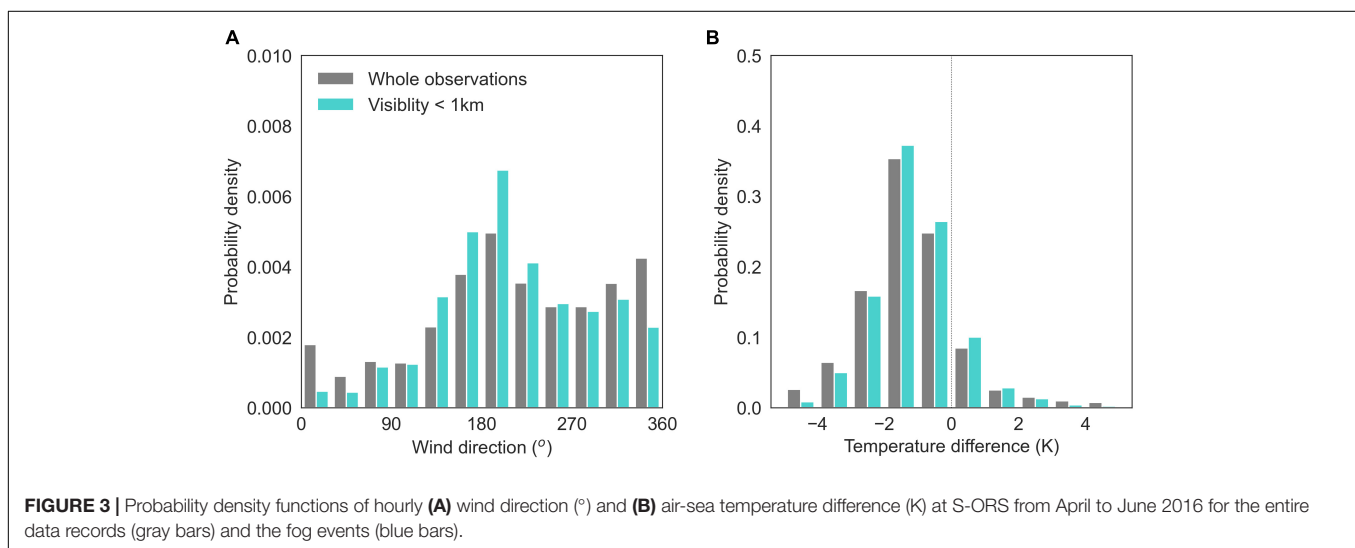 A
B
0.010
0.008
0.006
0.004
0.002
0.000
Probability density
Whole observations
Visiblity < 1km
0 90 180 270 360
Wind direction (°)
0.5
0.4
0.3
0.2
0.1
0.0
Probability density
−4 −2 0 2 4
Temperature difference (K)
FIGURE 3 | Probability density functions of hourly (A) wind direction (°) and (B) air-sea temperature difference (K) at S-ORS from April to June 2016 for the entire
data records (gray bars) and the fog events (blue bars).